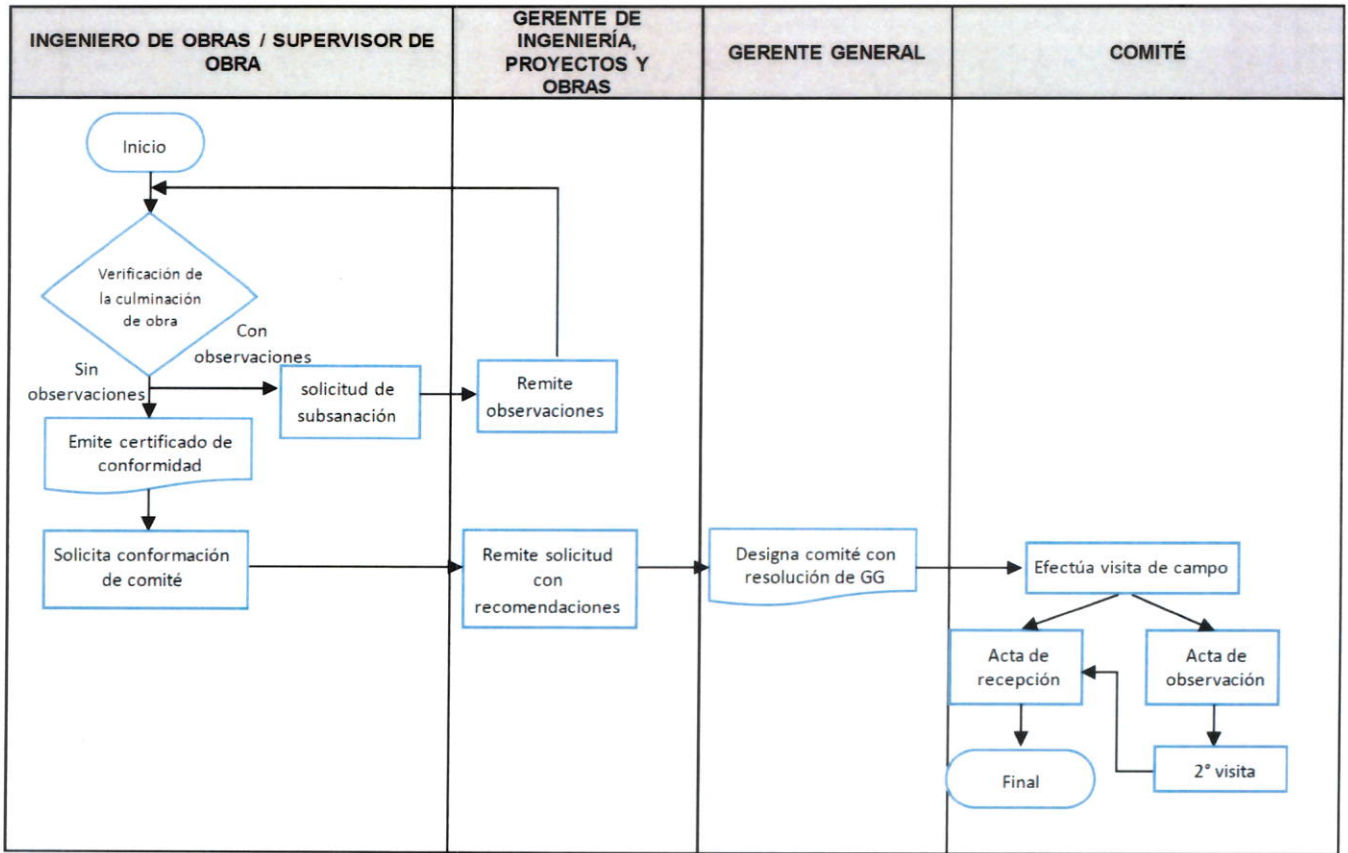 INGENIERO DE OBRAS / SUPERVISOR DE
OBRA
GERENTE DE
INGENIERÍA,
PROYECTOS Y
OBRAS
GERENTE GENERAL
COMITÉ
Inicio
Verificación de
la culminación
de obra
Con
observaciones
Sin
observaciones
solicitud de
subsanación
Remite
observaciones
Emite certificado de
conformidad
Solicita conformación
de comité
Remite solicitud
con
recomendaciones
Designa comité con
resolución de GG
Efectúa visita de campo
Acta de
recepción
Acta de
observación
2° visita
Final